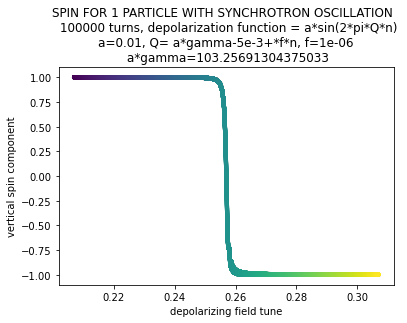 SPIN FOR 1 PARTICLE WITH SYNCHROTRON OSCILLATION
100000 turns, depolarization function = a*sin(2*pi*Q*n)
a=0.01, Q= a*gamma-5e-3+*f*n, f=1e-06
a*gamma=103.25691304375033
1.00
0.75
0.50
0.25
0.00
−0.25
−0.50
−0.75
−1.00
vertical spin component
0.22
0.24
0.26
0.28
0.30
depolarizing field tune